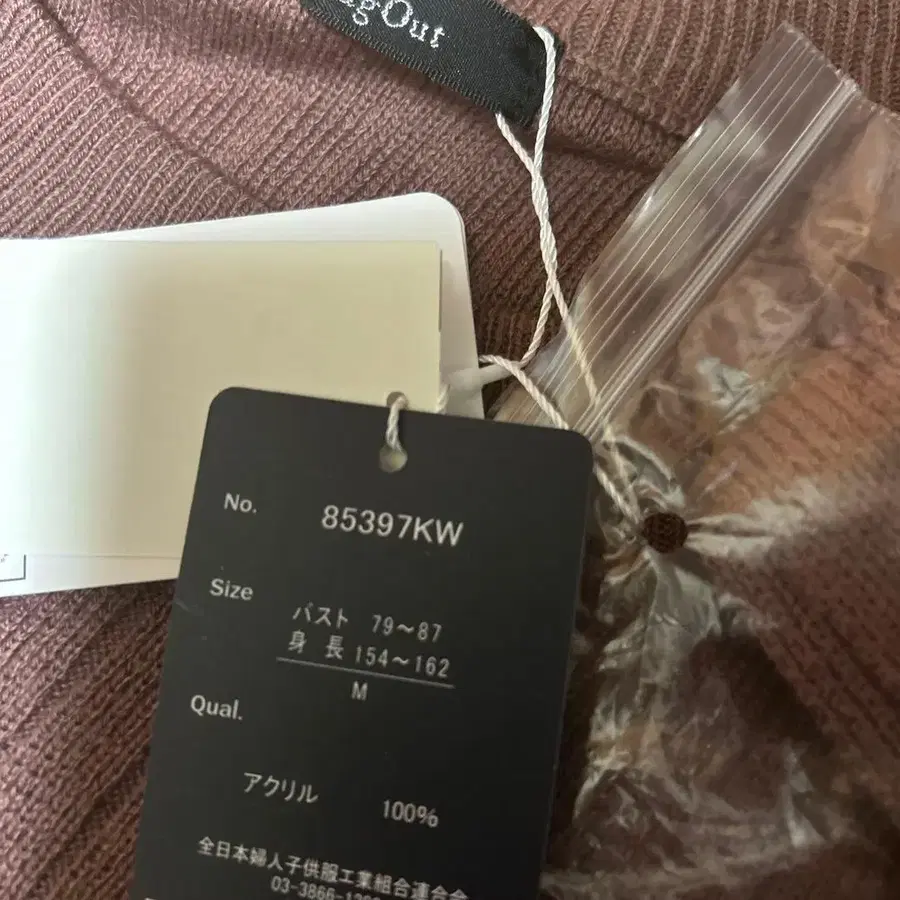 gOut
No. 85397KW
Size
バスト 79～87
身 長 154～162
M
Qual.
アクリル 100%
全日本婦人子供服工業組合連合会